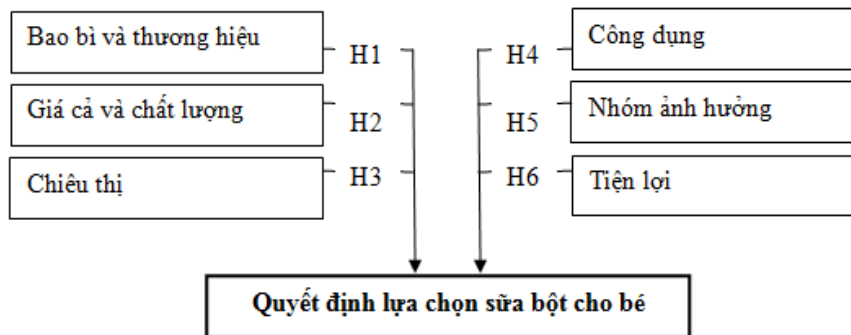 Bao bì và thương hiệu
H1
H4
Công dụng
Giá cả và chất lượng
H2
H5
Nhóm ảnh hưởng
Chiêu thị
H3
H6
Tiện lợi
Quyết định lựa chọn sữa bột cho bé